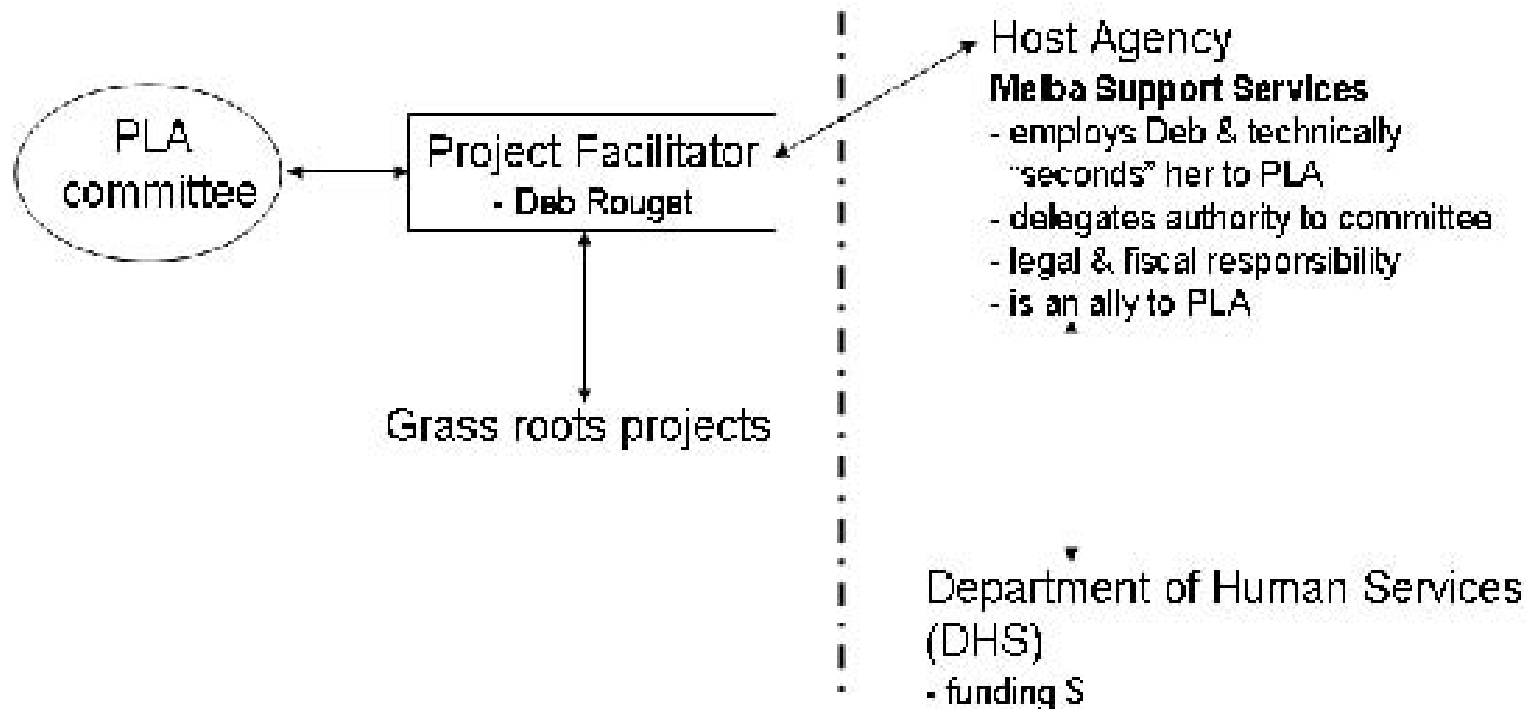 PLA
committee
Project Facilitator
- Deb Rouget
Grass roots projects
Host Agency
Melba Support Services
- employs Deb & technically
"seconds" her to PLA
- delegates authority to committee
- legal & fiscal responsibility
- is an ally to PLA
Department of Human Services
(DHS)
- funding $